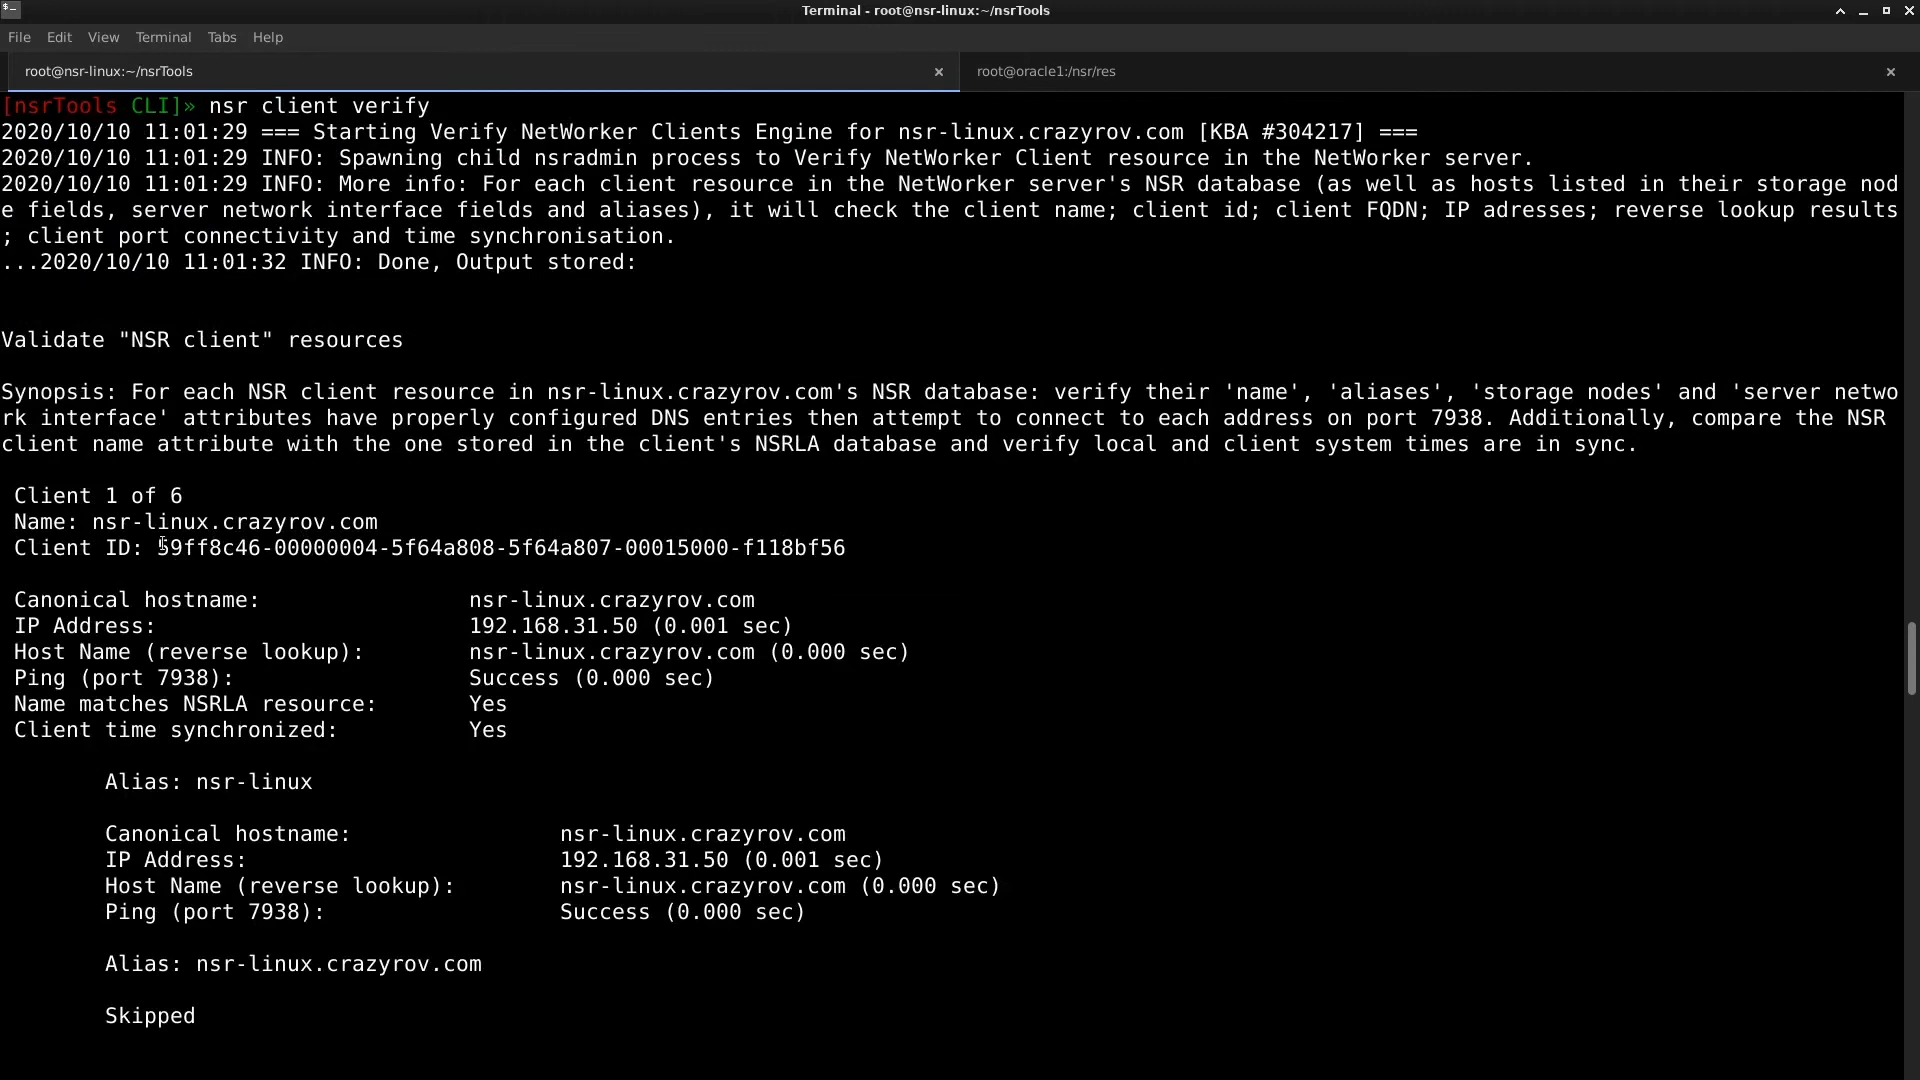 Terminal - root@nsr-linux:~/nsrTools
File Edit View Terminal Tabs Help
root@nsr-linux:~/nsrTools
root@oracle1:/nsr/res
[nsrTools CLI]» nsr client verify
2020/10/10 11:01:29 === Starting Verify NetWorker Clients Engine for nsr-linux.crazyrov.com [KBA #304217] ===
2020/10/10 11:01:29 INFO: Spawning child nsradmin process to Verify NetWorker Client resource in the NetWorker server.
2020/10/10 11:01:29 INFO: More info: For each client resource in the NetWorker server's NSR database (as well as hosts listed in their storage nod
e fields, server network interface fields and aliases), it will check the client name; client id; client FQDN; IP adresses; reverse lookup results
; client port connectivity and time synchronisation.
...2020/10/10 11:01:32 INFO: Done, Output stored:
Validate "NSR client" resources
Synopsis: For each NSR client resource in nsr-linux.crazyrov.com's NSR database: verify their 'name', 'aliases', 'storage nodes' and 'server netwo
rk interface' attributes have properly configured DNS entries then attempt to connect to each address on port 7938. Additionally, compare the NSR
client name attribute with the one stored in the client's NSRLA database and verify local and client system times are in sync.
Client 1 of 6
Name: nsr-linux.crazyrov.com
Client ID: 59ff8c46-00000004-5f64a808-5f64a807-00015000-f118bf56
Canonical hostname: nsr-linux.crazyrov.com
IP Address: 192.168.31.50 (0.001 sec)
Host Name (reverse lookup): nsr-linux.crazyrov.com (0.000 sec)
Ping (port 7938): Success (0.000 sec)
Name matches NSRLA resource: Yes
Client time synchronized: Yes
Alias: nsr-linux
Canonical hostname: nsr-linux.crazyrov.com
IP Address: 192.168.31.50 (0.001 sec)
Host Name (reverse lookup): nsr-linux.crazyrov.com (0.000 sec)
Ping (port 7938): Success (0.000 sec)
Alias: nsr-linux.crazyrov.com
Skipped